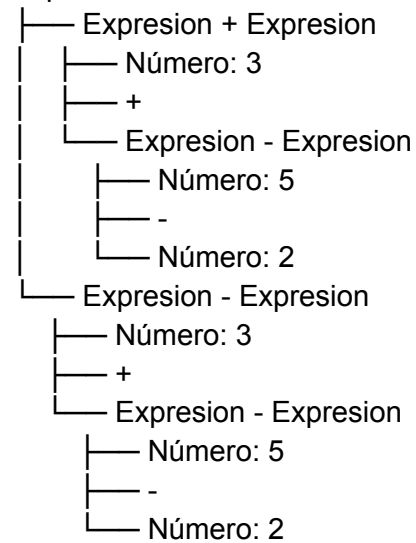 ├── Expresion + Expresion
│   ├── Número: 3
│   ├── +
│   └── Expresion - Expresion
│       ├── Número: 5
│       ├── -
│       └── Número: 2
└── Expresion - Expresion
    ├── Número: 3
    ├── +
    └── Expresion - Expresion
        ├── Número: 5
        ├── -
        └── Número: 2